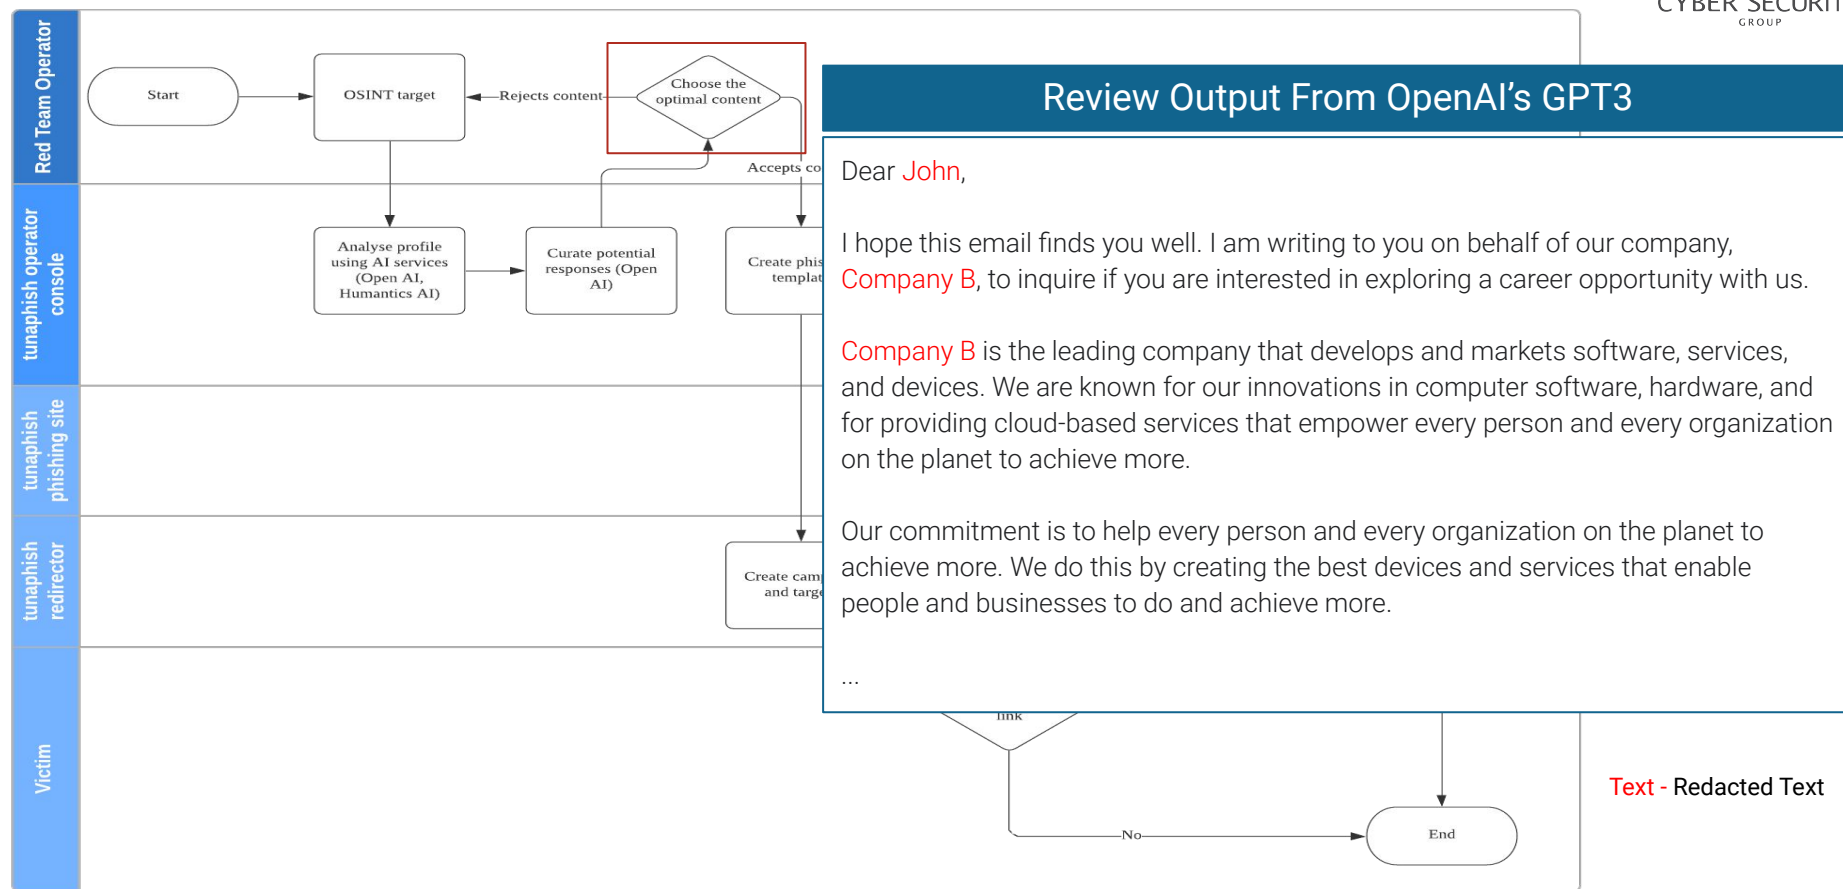 CYBER SECURIT
GROUP
Red Team Operator
Start
OSINT target
Rejects content
Choose the
optimal content
Accepts co
tunaphish operator
console
Analyse profile
using AI services
(Open AI,
Humantics AI)
Curate potential
responses (Open
AI)
Create phis
templat
tunaphish
phishing site
tunaphish
redirector
Create cam
and targe
Victim
link
No
End
Review Output From OpenAI's GPT3
Dear John,
I hope this email finds you well. I am writing to you on behalf of our company,
Company B, to inquire if you are interested in exploring a career opportunity with us.
Company B is the leading company that develops and markets software, services,
and devices. We are known for our innovations in computer software, hardware, and
for providing cloud-based services that empower every person and every organization
on the planet to achieve more.
Our commitment is to help every person and every organization on the planet to
achieve more. We do this by creating the best devices and services that enable
people and businesses to do and achieve more.
...
Text - Redacted Text